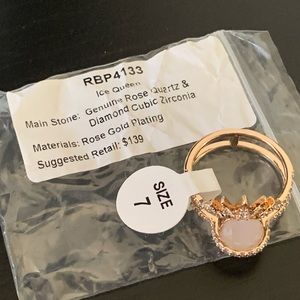 RBP4133
Ice Queen
Main Stone: Genuine Rose Quartz &
Diamond Cubic Zirconia
Materials: Rose Gold Plating
Suggested Retail: $139
SIZE
7